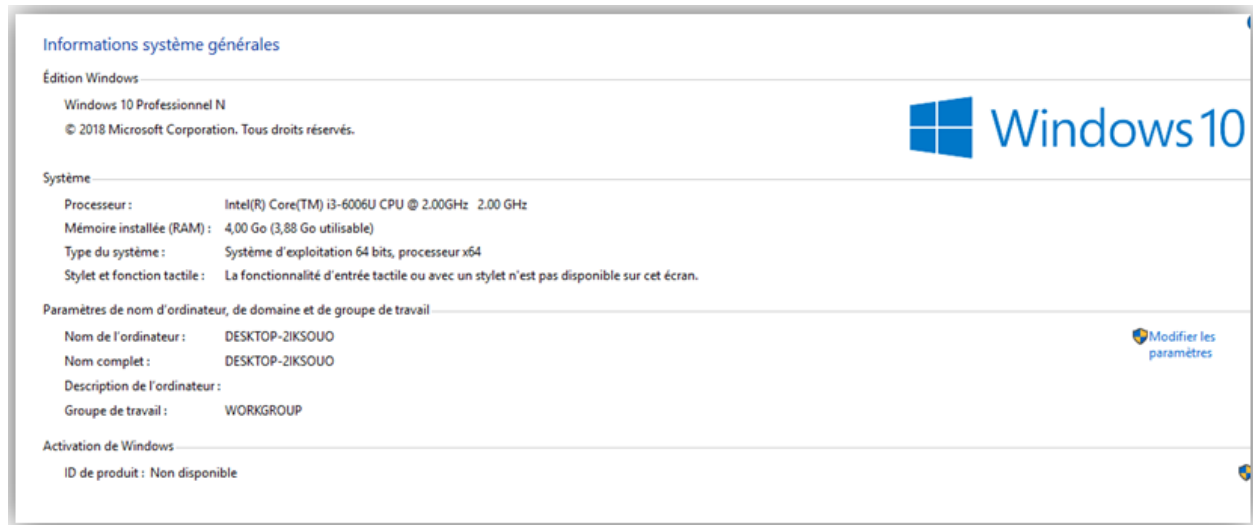 Informations système générales
Édition Windows
Windows 10 Professionnel N
© 2018 Microsoft Corporation. Tous droits réservés.
Windows 10
Système
Processeur : Intel(R) Core(TM) i3-6006U CPU @ 2.00GHz 2.00 GHz
Mémoire installée (RAM) : 4,00 Go (3,88 Go utilisable)
Type du système : Système d'exploitation 64 bits, processeur x64
Stylet et fonction tactile : La fonctionnalité d'entrée tactile ou avec un stylet n'est pas disponible sur cet écran.
Paramètres de nom d'ordinateur, de domaine et de groupe de travail
Nom de l'ordinateur : DESKTOP-2IKSOUO
Modifier les
paramètres
Nom complet : DESKTOP-2IKSOUO
Description de l'ordinateur :
Groupe de travail : WORKGROUP
Activation de Windows
ID de produit : Non disponible